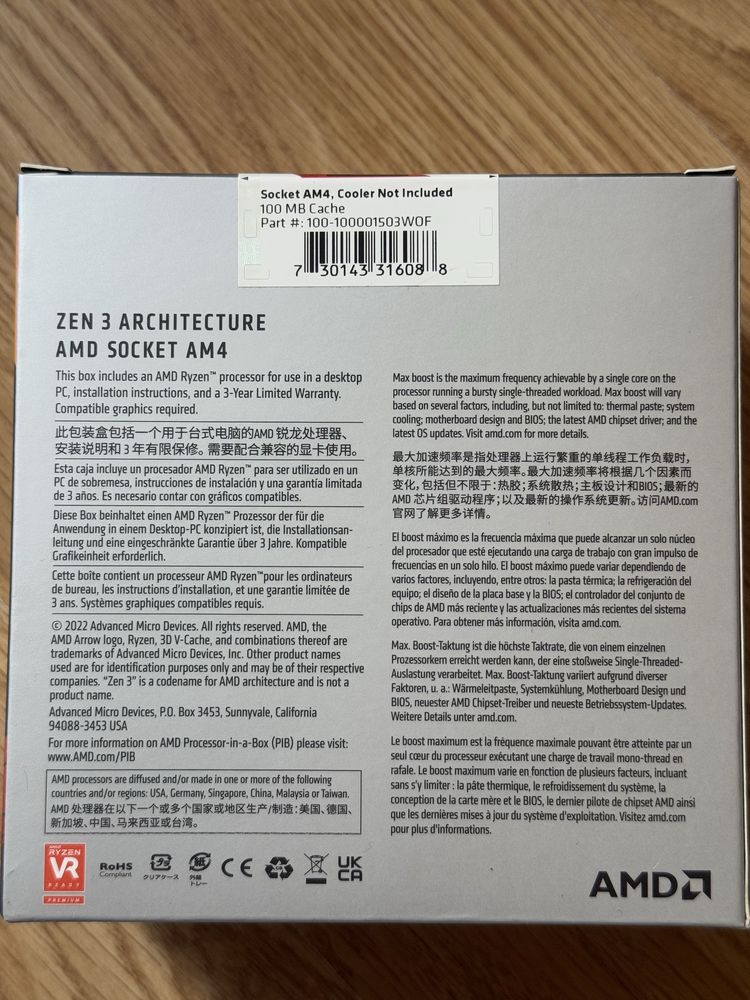 Socket AM4, Cooler Not Included
100 MB Cache
Part #: 100-100001503WOF
7 30143 31608 8
ZEN 3 ARCHITECTURE
AMD SOCKET AM4
This box includes an AMD Ryzen™ processor for use in a desktop
PC, installation instructions, and a 3-Year Limited Warranty.
Compatible graphics required.
此包装盒包括一个用于台式电脑的AMD 锐龙处理器、
安装说明和 3 年有限保修。需要配合兼容的显卡使用。
Esta caja incluye un procesador AMD Ryzen™ para ser utilizado en un
PC de sobremesa, instrucciones de instalación y una garantía limitada
de 3 años. Es necesario contar con gráficos compatibles.
Diese Box beinhaltet einen AMD Ryzen™ Prozessor der für die
Anwendung in einem Desktop-PC konzipiert ist, die Installationsan-
leitung und eine eingeschränkte Garantie über 3 Jahre. Kompatible
Grafikeinheit erforderlich.
Cette boîte contient un processeur AMD Ryzen™pour les ordinateurs
de bureau, les instructions d'installation, et une garantie limitée de
3 ans. Systèmes graphiques compatibles requis.
© 2022 Advanced Micro Devices. All rights reserved. AMD, the
AMD Arrow logo, Ryzen, 3D V-Cache, and combinations thereof are
trademarks of Advanced Micro Devices, Inc. Other product names
used are for identification purposes only and may be of their respective
companies. “Zen 3” is a codename for AMD architecture and is not a
product name.
Advanced Micro Devices, P.O. Box 3453, Sunnyvale, California
94088-3453 USA
For more information on AMD Processor-in-a-Box (PIB) please visit:
www.AMD.com/PIB
AMD processors are diffused and/or made in one or more of the following
countries and/or regions: USA, Germany, Singapore, China, Malaysia or Taiwan.
AMD 处理器在以下一个或多个国家或地区生产/制造：美国、德国、
新加坡、中国、马来西亚或台湾。
Max boost is the maximum frequency achievable by a single core on the
processor running a bursty single-threaded workload. Max boost will vary
based on several factors, including, but not limited to: thermal paste; system
cooling; motherboard design and BIOS; the latest AMD chipset driver; and
the latest OS updates. Visit amd.com for more details.
最大加速频率是指处理器上运行繁重的单线程工作负载时，
单核所能达到的最大频率。最大加速频率将根据几个因素而
变化，包括但不限于：热胶；系统散热；主板设计和BIOS；最新的
AMD 芯片组驱动程序；以及最新的操作系统更新。访问AMD.com
官网了解更多详情。
El boost máximo es la frecuencia máxima que puede alcanzar un solo núcleo
del procesador que esté ejecutando una carga de trabajo con gran impulso de
frecuencias en un solo hilo. El boost máximo puede variar dependiendo de
varios factores, incluyendo, entre otros: la pasta térmica; la refrigeración del
equipo; el diseño de la placa base y la BIOS; el controlador del conjunto de
chips de AMD más reciente y las actualizaciones más recientes del sistema
operativo. Para obtener más información, visita amd.com.
Max. Boost-Taktung ist die höchste Taktrate, die von einem einzelnen
Prozessorkern erreicht werden kann, der eine stoßweise Single-Threaded-
Auslastung verarbeitet. Max. Boost-Taktung variiert aufgrund diverser
Faktoren, u. a.: Wärmeleitpaste, Systemkühlung, Motherboard Design und
BIOS, neuester AMD Chipset-Treiber und neueste Betriebssystem-Updates.
Weitere Details unter amd.com.
Le boost maximum est la fréquence maximale pouvant être atteinte par un
seul cœur du processeur exécutant une charge de travail mono-thread en
rafale. Le boost maximum varie en fonction de plusieurs facteurs, incluant
sans s'y limiter : la pâte thermique, le refroidissement du système, la
conception de la carte mère et le BIOS, le dernier pilote de chipset AMD ainsi
que les dernières mises à jour du système d'exploitation. Visitez amd.com
pour plus d'informations.
AMD
RYZEN
VR
READY
PREMIUM
RoHS
Compliant
プラ
クリアケース
紙
外箱
トレー
CE
UK
CA
AMD